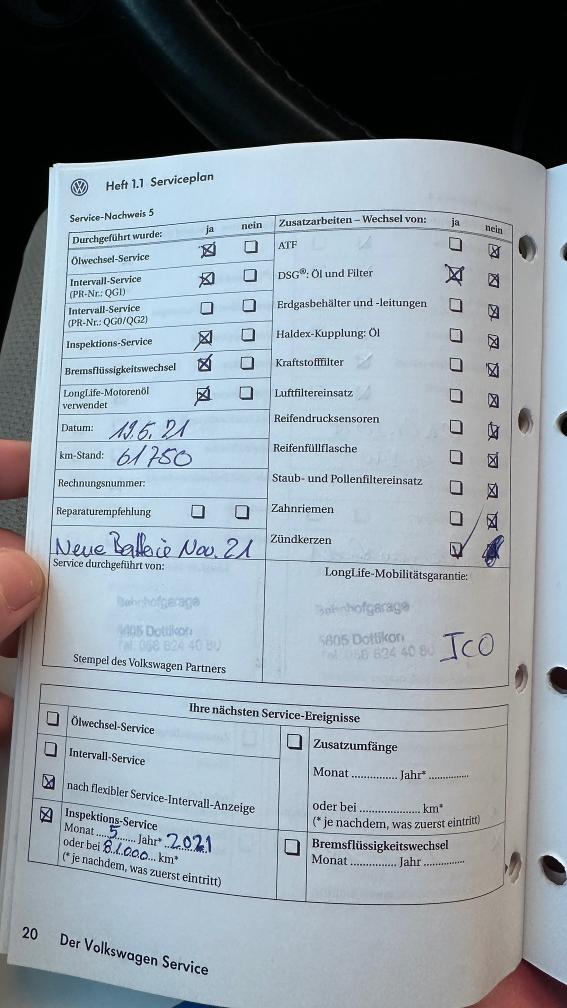 Heft 1.1 Serviceplan
Service-Nachweis 5
Durchgeführt wurde: ja nein
Ölwechsel-Service
Intervall-Service
(PR-Nr.: QG1)
Intervall-Service
(PR-Nr.: QG0/QG2)
Inspektions-Service
Bremsflüssigkeitswechsel
LongLife-Motorenöl
verwendet
Datum: 19.5.21
km-Stand: 61750
Rechnungsnummer:
Reparaturempfehlung
Neue Batterie Nov. 21
Service durchgeführt von:
Bahnhofgarage
5605 Dottikon
Stempel des Volkswagen Partners
Zusatzarbeiten – Wechsel von: ja nein
ATF
DSG®: Öl und Filter
Erdgasbehälter und -leitungen
Haldex-Kupplung: Öl
Kraftstofffilter
Luftfiltereinsatz
Reifendrucksensoren
Reifenfüllflasche
Staub- und Pollenfiltereinsatz
Zahnriemen
Zündkerzen
LongLife-Mobilitätsgarantie:
Bahnhofgarage
5605 Dottikon
JCO
Ihre nächsten Service-Ereignisse
Ölwechsel-Service
Intervall-Service
nach flexibler Service-Intervall-Anzeige
Inspektions-Service
Monat ...5....... Jahr* ..2021
oder bei 81.000... km*
(* je nachdem, was zuerst eintritt)
Zusatzumfänge
Monat .............. Jahr* .............
oder bei .................... km*
(* je nachdem, was zuerst eintritt)
Bremsflüssigkeitswechsel
Monat .............. Jahr ..............
20 Der Volkswagen Service